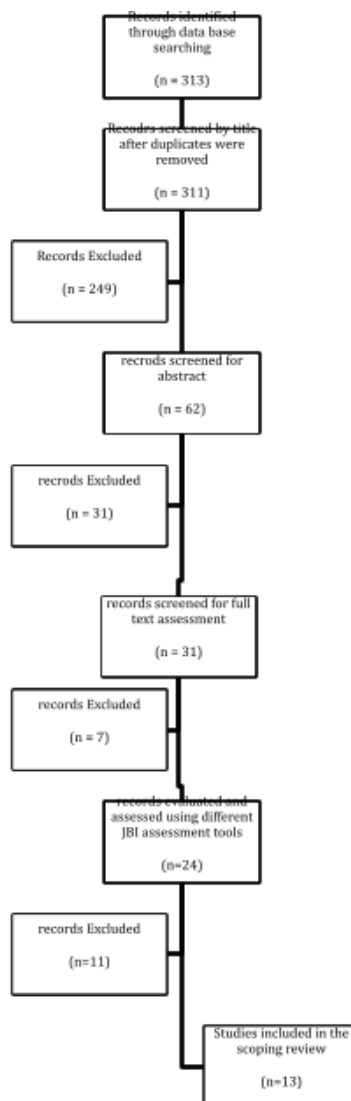 Records identified
through data base
searching
(n = 313)
Recodrs screened by title
after duplicates were
removed
(n = 311)
Records Excluded
(n = 249)
recrods screened for
abstract
(n = 62)
recrods Excluded
(n = 31)
records screened for full
text assessment
(n = 31)
records Excluded
(n = 7)
records evaluated and
assessed using different
JBI assessment tools
(n=24)
records Excluded
(n=11)
Studies included in the
scoping review
(n=13)